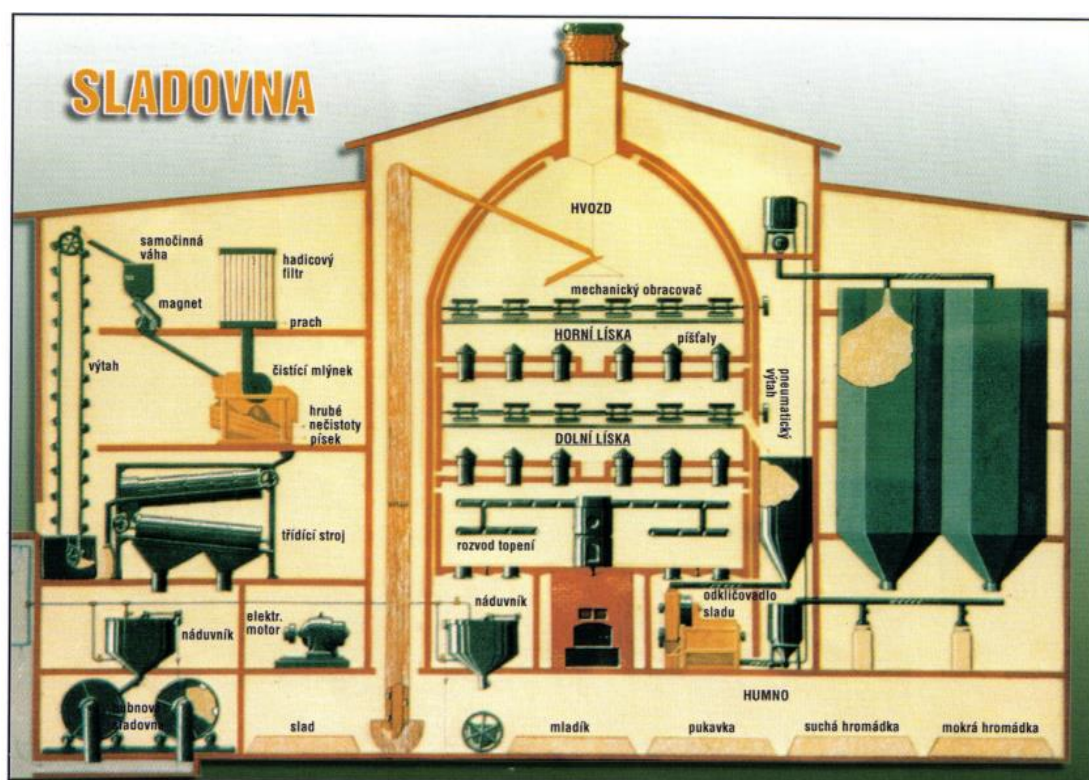 SLADOVNA
HVOZD
samočinná
váha
hadicový
filtr
magnet
prach
mechanický obracovač
HORNÍ LÍSKA
píšťaly
výtah
čistící mlýnek
pneumatický
výtah
hrubé
nečistoty
písek
DOLNÍ LÍSKA
třídící stroj
rozvod topení
odkličovadlo
sladu
náduvník
elektr.
motor
náduvník
HUMNO
bubnová
sladovna
slad
mladík
pukavka
suchá hromádka
mokrá hromádka